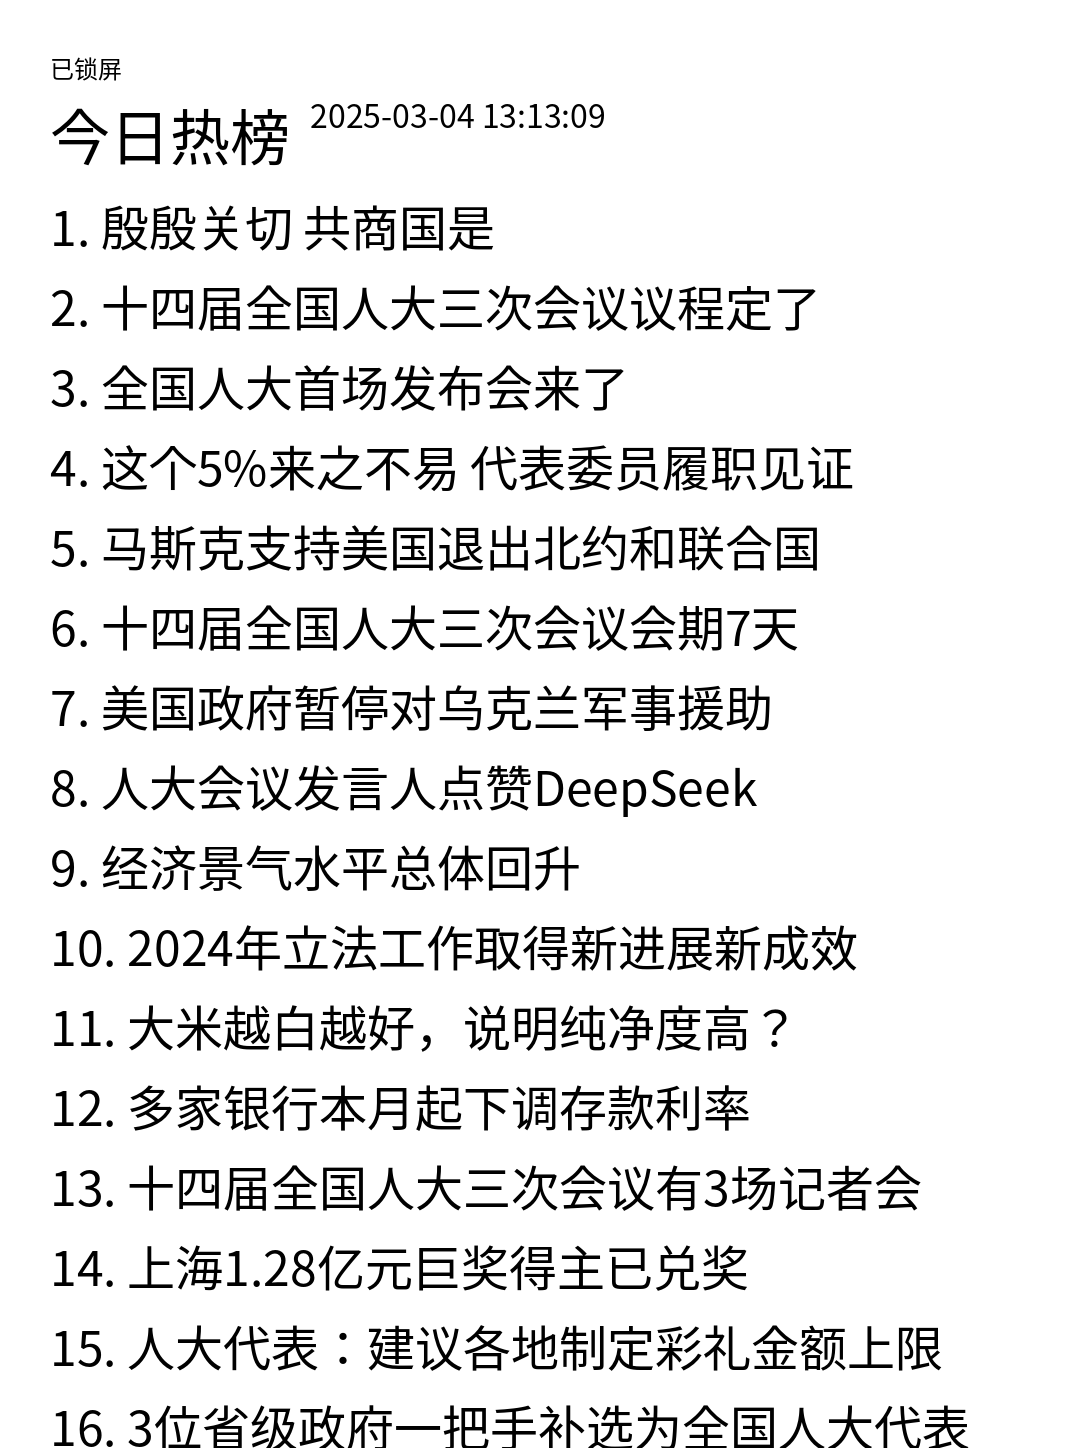 已锁屏
今日热榜 2025-03-04 13:13:09
1. 殷殷关切 共商国是
2. 十四届全国人大三次会议议程定了
3. 全国人大首场发布会来了
4. 这个5%来之不易 代表委员履职见证
5. 马斯克支持美国退出北约和联合国
6. 十四届全国人大三次会议会期7天
7. 美国政府暂停对乌克兰军事援助
8. 人大会议发言人点赞DeepSeek
9. 经济景气水平总体回升
10. 2024年立法工作取得新进展新成效
11. 大米越白越好，说明纯净度高？
12. 多家银行本月起下调存款利率
13. 十四届全国人大三次会议有3场记者会
14. 上海1.28亿元巨奖得主已兑奖
15. 人大代表：建议各地制定彩礼金额上限
16. 3位省级政府一把手补选为全国人大代表